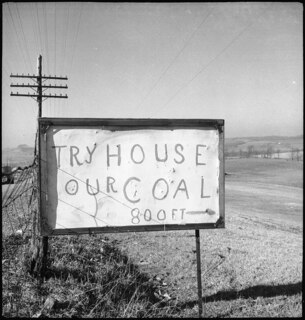 TRY HOUSE
OUR COAL
800 FT →